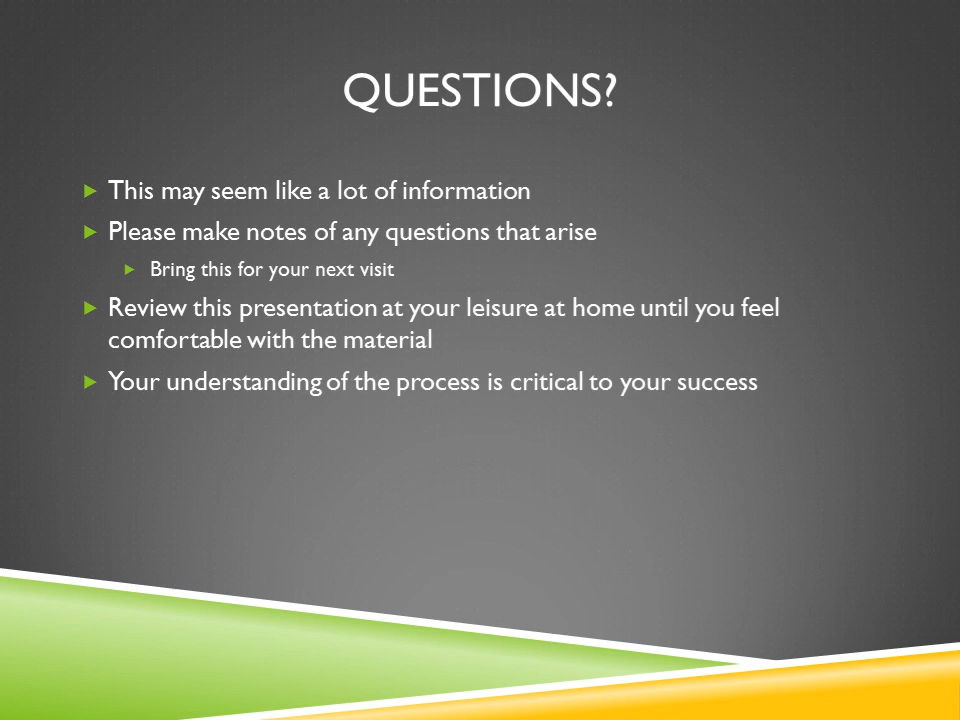 QUESTIONS?
This may seem like a lot of information
Please make notes of any questions that arise
Bring this for your next visit
Review this presentation at your leisure at home until you feel
comfortable with the material
Your understanding of the process is critical to your success